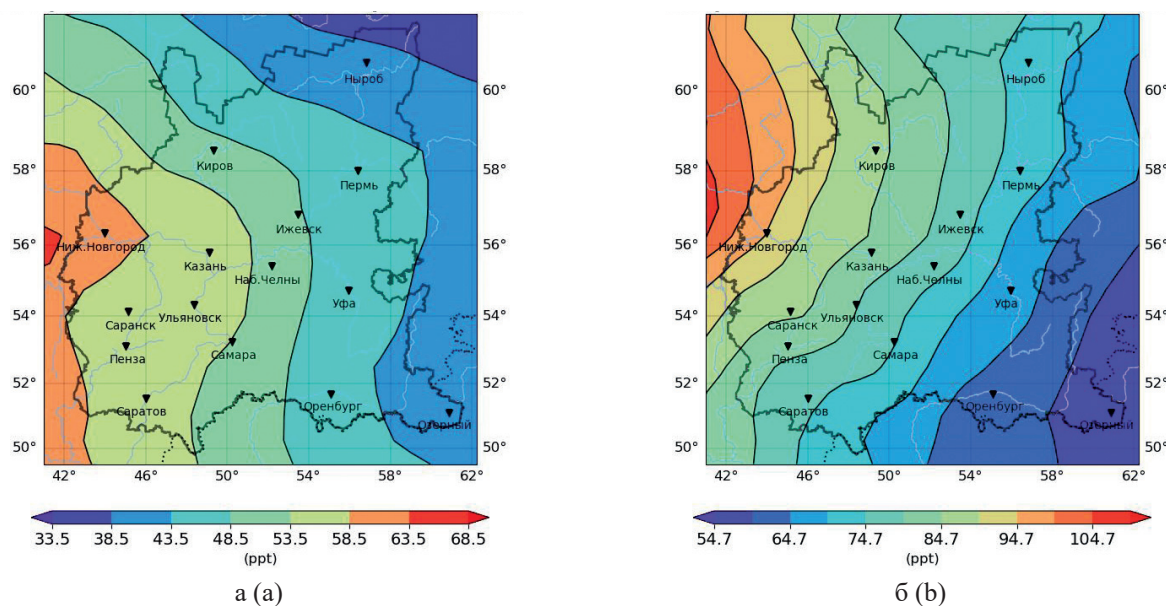 60° 60° 60° 60°
58° 58° 58° 58°
56° 56° 56° 56°
54° 54° 54° 54°
52° 52° 52° 52°
50° 50° 50° 50°
Ныроб
Киров
Пермь
Ижевск
Ниж.Новгород
Казань
Наб.Челны
Уфа
Ульяновск
Саранск
Самара
Пенза
Оренбург
Саратов
Озерный
42° 46° 50° 54° 58° 62°
33.5 38.5 43.5 48.5 53.5 58.5 63.5 68.5
(ppt)
а (a)
Ныроб
Киров
Пермь
Ижевск
Ниж.Новгород
Казань
Наб.Челны
Уфа
Ульяновск
Саранск
Самара
Пенза
Оренбург
Саратов
Озерный
42° 46° 50° 54° 58° 62°
54.7 64.7 74.7 84.7 94.7 104.7
(ppt)
б (b)